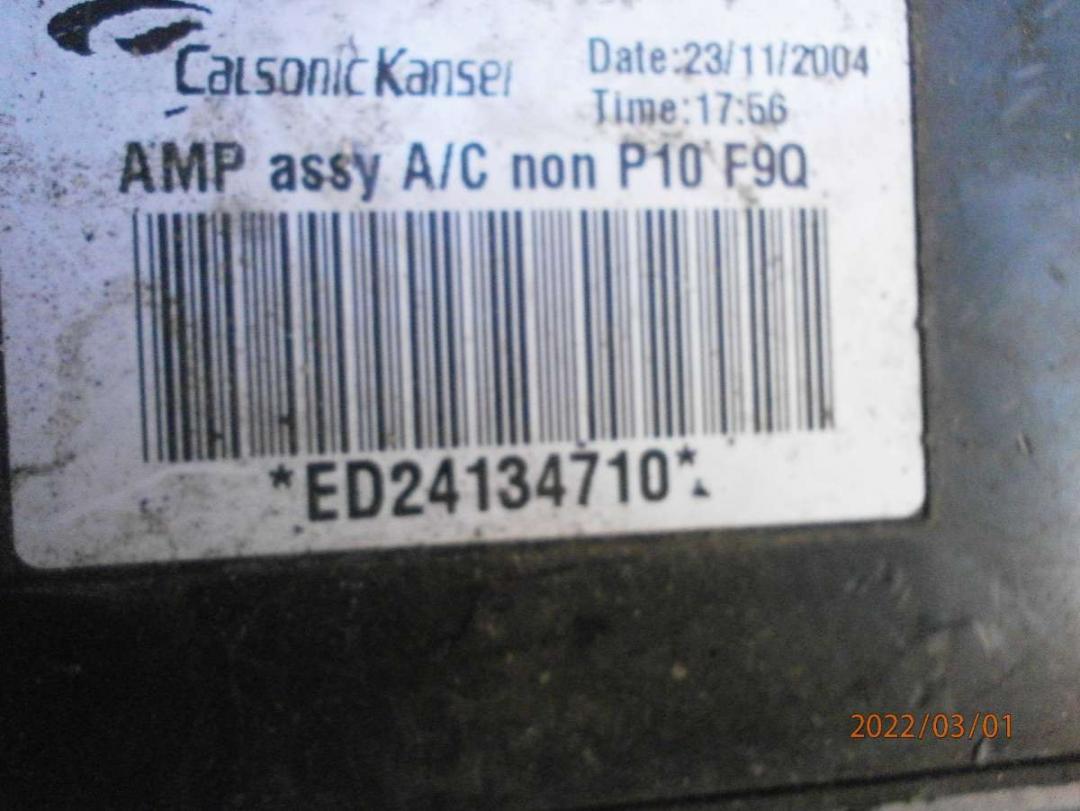 CalsonicKansei
Date:23/11/2004
Time:17:56
AMP assy A/C non P10 F9Q
*ED24134710*
2022/03/01